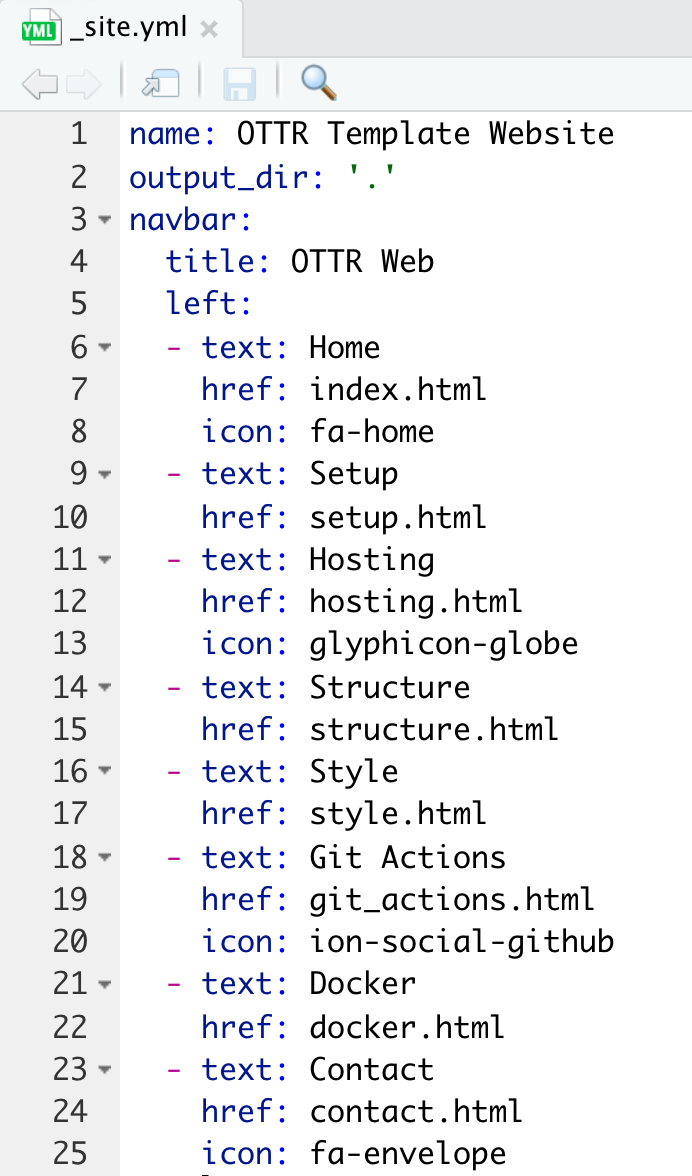 YML _site.yml ×
1 name: OTTR Template Website
2 output_dir: '.'
3 navbar:
4   title: OTTR Web
5   left:
6   - text: Home
7     href: index.html
8     icon: fa-home
9   - text: Setup
10     href: setup.html
11   - text: Hosting
12     href: hosting.html
13     icon: glyphicon-globe
14   - text: Structure
15     href: structure.html
16   - text: Style
17     href: style.html
18   - text: Git Actions
19     href: git_actions.html
20     icon: ion-social-github
21   - text: Docker
22     href: docker.html
23   - text: Contact
24     href: contact.html
25     icon: fa-envelope